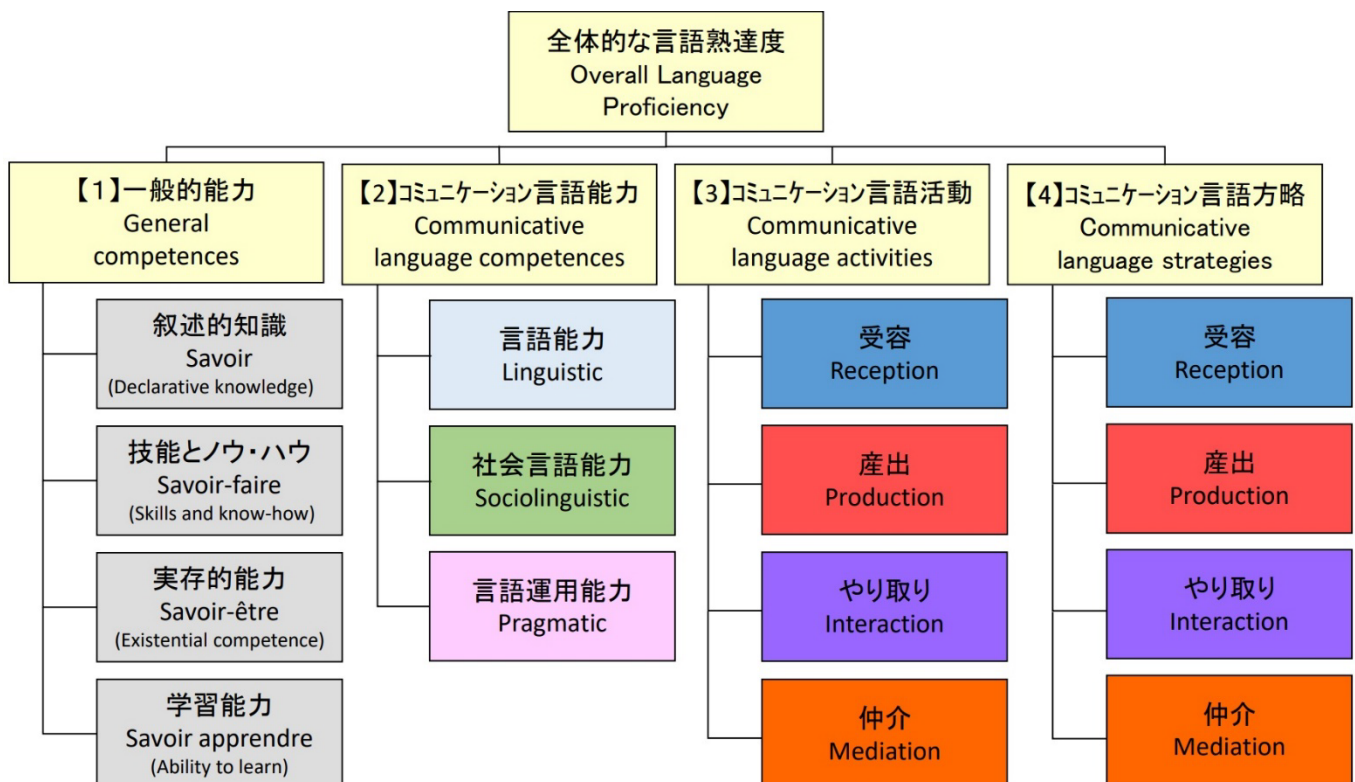 全体的な言語熟達度
Overall Language
Proficiency
【１】一般的能力
General
competences
叙述的知識
Savoir
(Declarative knowledge)
技能とノウ・ハウ
Savoir-faire
(Skills and know-how)
実存的能力
Savoir-être
(Existential competence)
学習能力
Savoir apprendre
(Ability to learn)
【2】ｺﾐｭﾆｹｰｼｮﾝ言語能力
Communicative
language competences
言語能力
Linguistic
社会言語能力
Sociolinguistic
言語運用能力
Pragmatic
【3】ｺﾐｭﾆｹｰｼｮﾝ言語活動
Communicative
language activities
受容
Reception
産出
Production
やり取り
Interaction
仲介
Mediation
【4】ｺﾐｭﾆｹｰｼｮﾝ言語方略
Communicative
language strategies
受容
Reception
産出
Production
やり取り
Interaction
仲介
Mediation